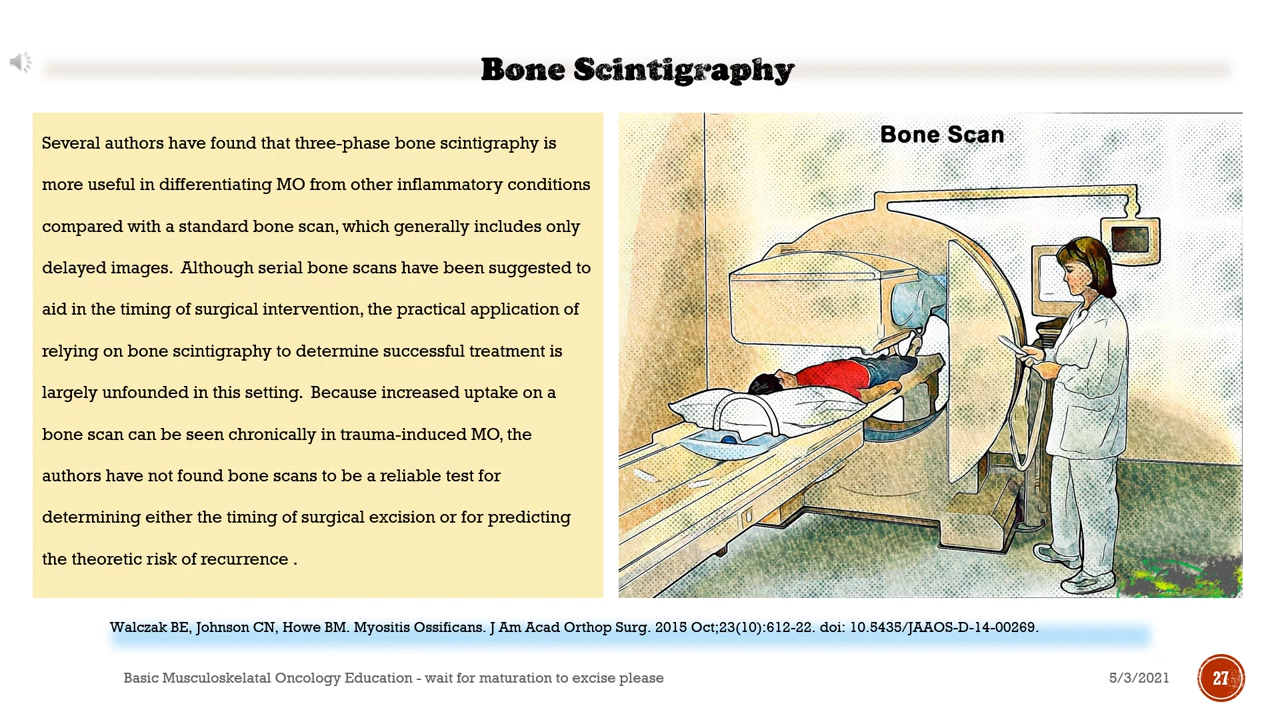 Bone Scintigraphy
Several authors have found that three-phase bone scintigraphy is
more useful in differentiating MO from other inflammatory conditions
compared with a standard bone scan, which generally includes only
delayed images.  Although serial bone scans have been suggested to
aid in the timing of surgical intervention, the practical application of
relying on bone scintigraphy to determine successful treatment is
largely unfounded in this setting.  Because increased uptake on a
bone scan can be seen chronically in trauma-induced MO, the
authors have not found bone scans to be a reliable test for
determining either the timing of surgical excision or for predicting
the theoretic risk of recurrence .
Bone Scan
Walczak BE, Johnson CN, Howe BM. Myositis Ossificans. J Am Acad Orthop Surg. 2015 Oct;23(10):612-22. doi: 10.5435/JAAOS-D-14-00269.
Basic Musculoskelatal Oncology Education - wait for maturation to excise please
5/3/2021
27